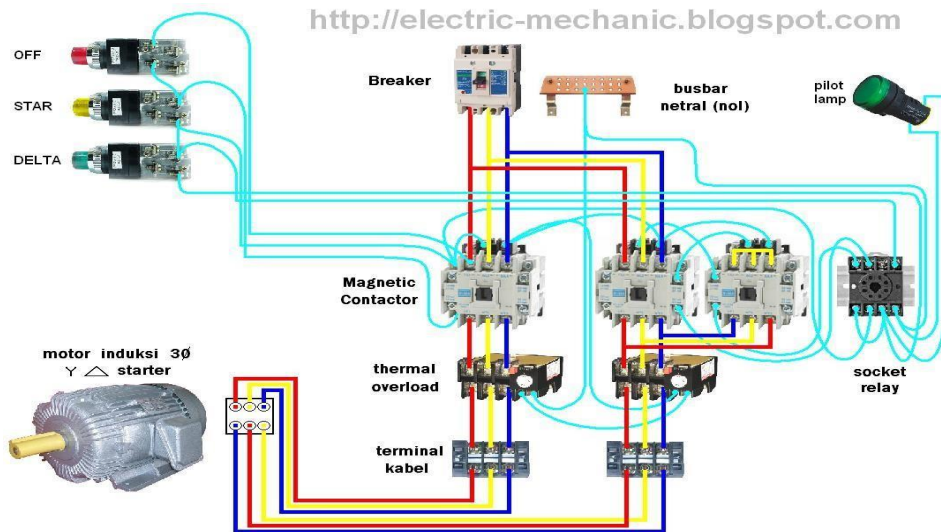 http://electric-mechanic.blogspot.com
OFF
STAR
DELTA
Breaker
busbar
netral (nol)
pilot
lamp
Magnetic
Contactor
motor induksi 3Ø
Y △ starter
thermal
overload
socket
relay
terminal
kabel